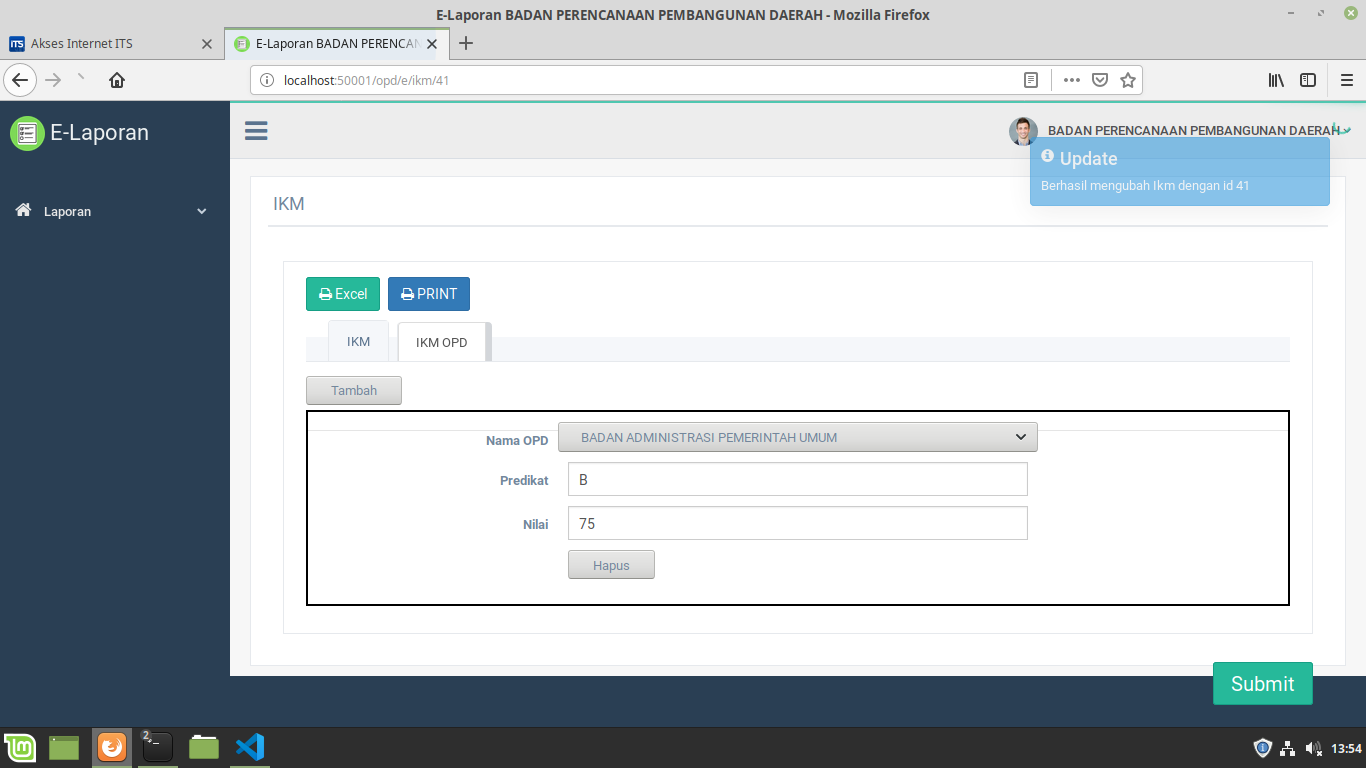 E-Laporan BADAN PERENCANAAN PEMBANGUNAN DAERAH - Mozilla Firefox
ITS Akses Internet ITS
E-Laporan BADAN PERENCAN
localhost:50001/opd/e/ikm/41
E-Laporan
BADAN PERENCANAAN PEMBANGUNAN DAERAH
Update
Berhasil mengubah Ikm dengan id 41
Laporan
IKM
Excel
PRINT
IKM
IKM OPD
Tambah
Nama OPD
BADAN ADMINISTRASI PEMERINTAH UMUM
Predikat
B
Nilai
75
Hapus
Submit
2
13:54